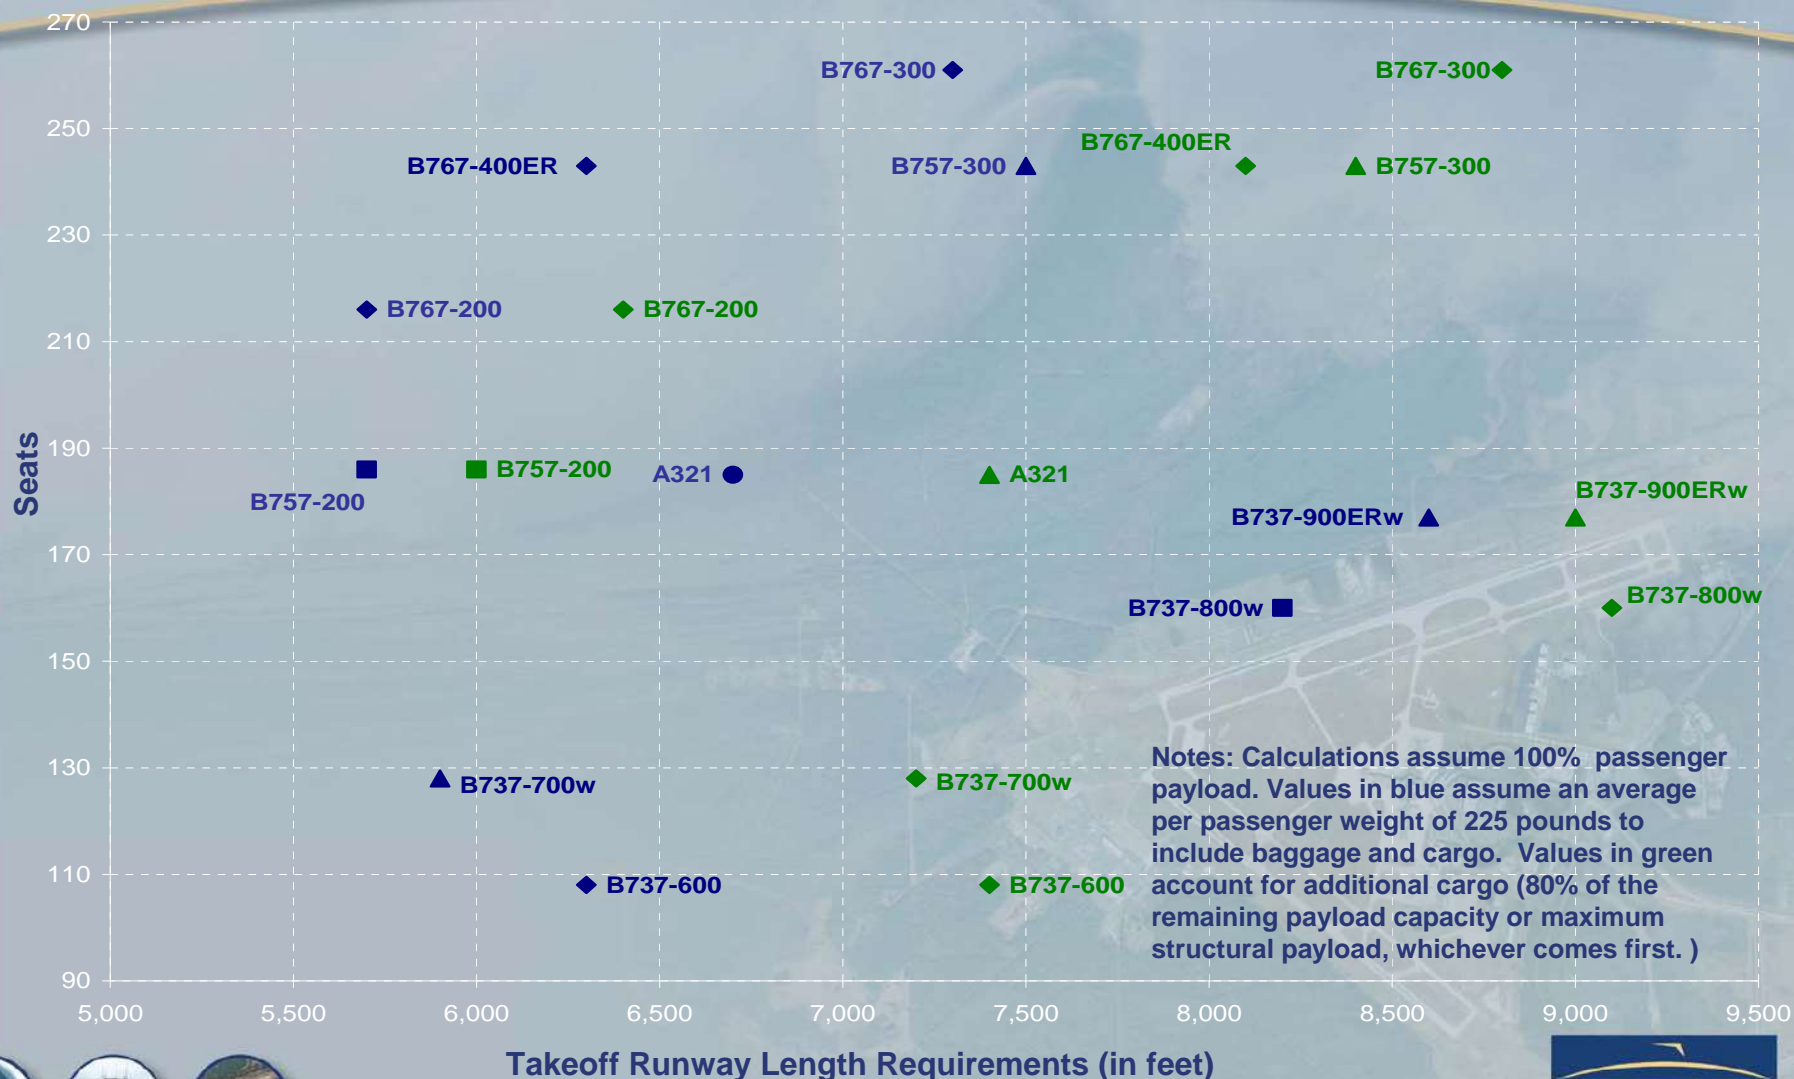 270
B767-300
B767-300
250
B767-400ER
B767-400ER
B757-300
B757-300
230
B767-200
B767-200
210
Seats
190
B757-200
A321
A321
B757-200
B737-900ERw
B737-900ERw
170
B737-800w
B737-800w
150
130
B737-700w
B737-700w
Notes: Calculations assume 100% passenger
payload. Values in blue assume an average
per passenger weight of 225 pounds to
include baggage and cargo. Values in green
account for additional cargo (80% of the
remaining payload capacity or maximum
structural payload, whichever comes first. )
110
B737-600
B737-600
90
5,000 5,500 6,000 6,500 7,000 7,500 8,000 8,500 9,000 9,500
Takeoff Runway Length Requirements (in feet)